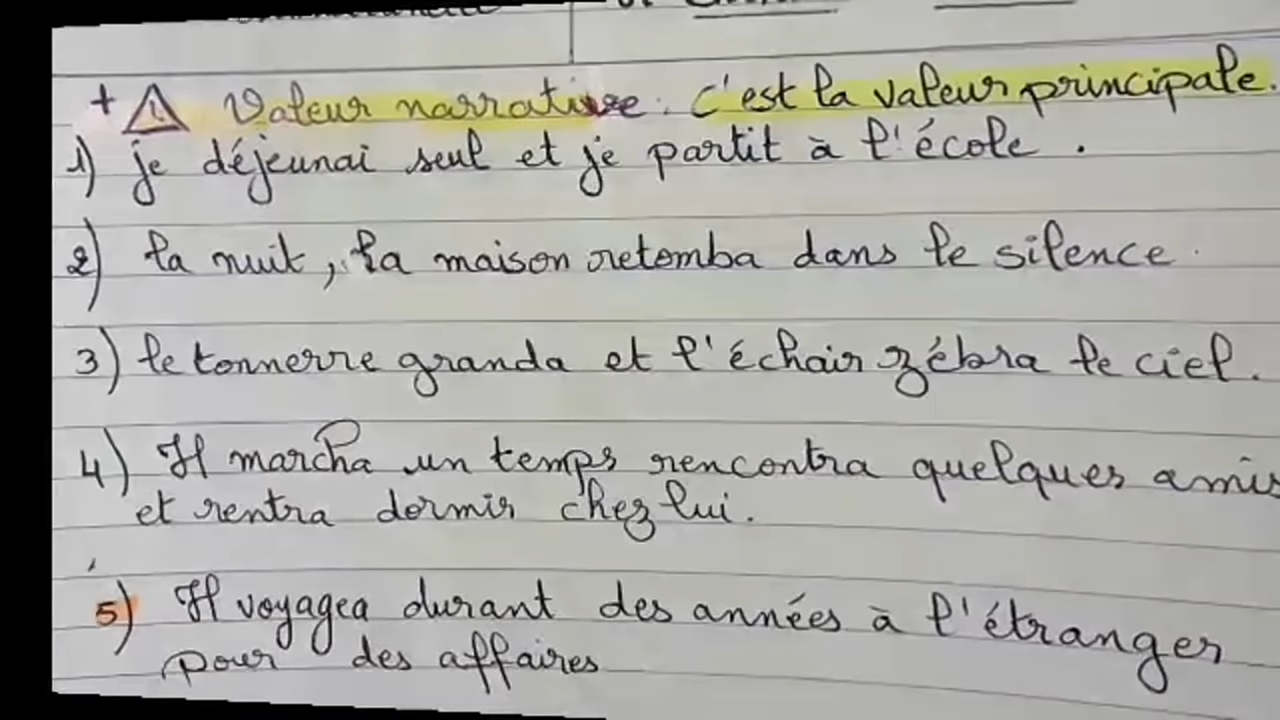 + ⚠ Valeur narrative. C'est la valeur principale.
1) je déjeunai seul et je partit à l'école.
2) la nuit, la maison retomba dans le silence.
3) le tonnerre granda et l'échair zébra le ciel.
4) Il marcha un temps rencontra quelques amis
et rentra dormir chez lui.
5) Il voyagea durant des années à l'étranger
pour des affaires